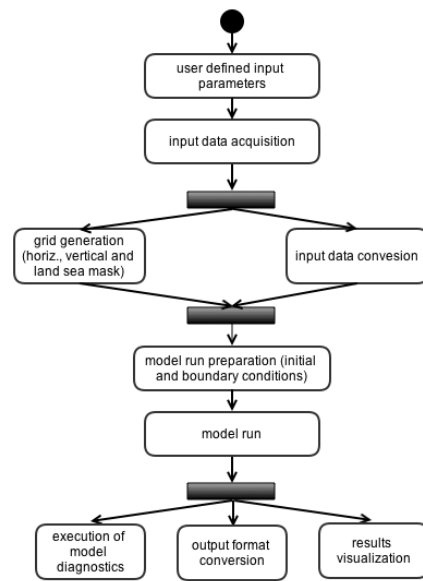 user defined input
parameters
input data acquisition
grid generation
(horiz., vertical and
land sea mask)
input data convesion
model run preparation (initial
and boundary conditions)
model run
execution of
model
diagnostics
output format
conversion
results
visualization